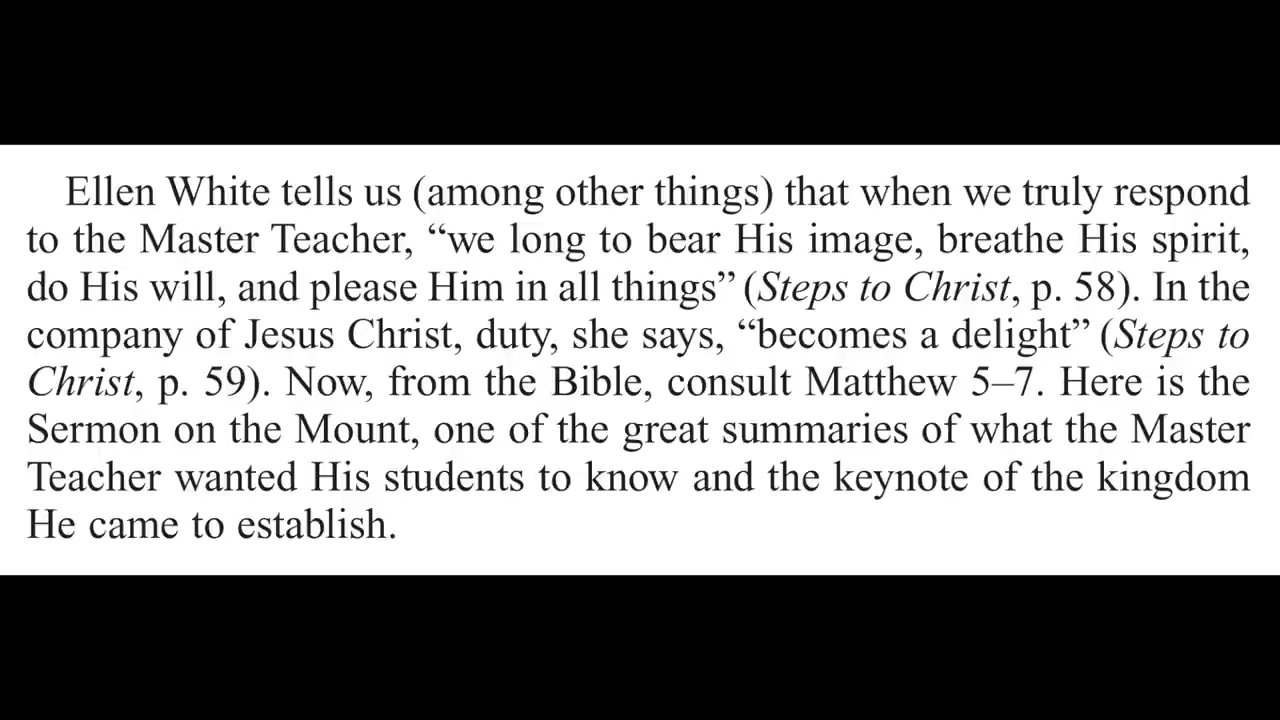 Ellen White tells us (among other things) that when we truly respond
to the Master Teacher, “we long to bear His image, breathe His spirit,
do His will, and please Him in all things” (Steps to Christ, p. 58). In the
company of Jesus Christ, duty, she says, “becomes a delight” (Steps to
Christ, p. 59). Now, from the Bible, consult Matthew 5–7. Here is the
Sermon on the Mount, one of the great summaries of what the Master
Teacher wanted His students to know and the keynote of the kingdom
He came to establish.